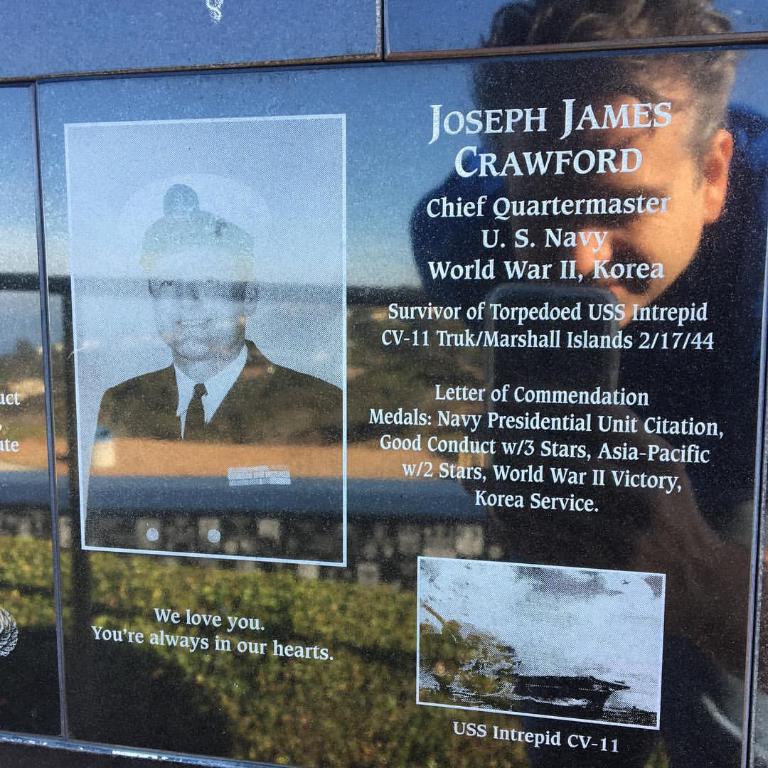 JOSEPH JAMES
CRAWFORD
Chief Quartermaster
U. S. Navy
World War II, Korea
Survivor of Torpedoed USS Intrepid
CV-11 Truk/Marshall Islands 2/17/44
Letter of Commendation
Medals: Navy Presidential Unit Citation,
Good Conduct w/3 Stars, Asia-Pacific
w/2 Stars, World War II Victory,
Korea Service.
We love you.
You're always in our hearts.
USS Intrepid CV-11